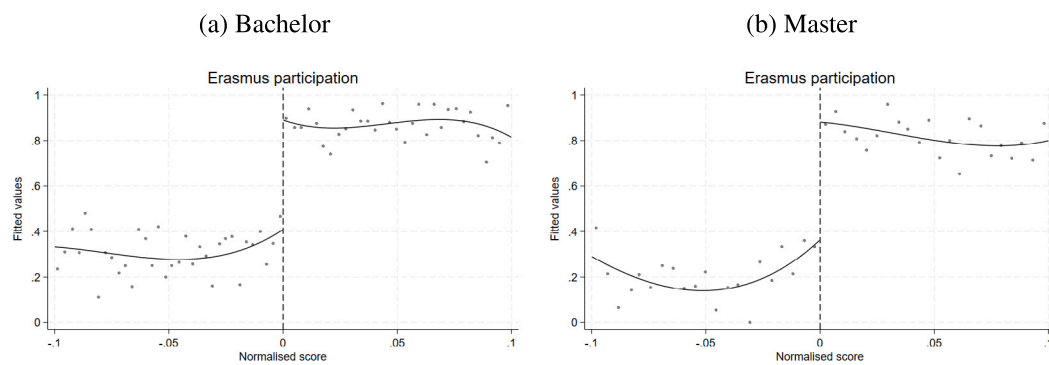 (a) Bachelor
Erasmus participation
Fitted values
1
.8
.6
.4
.2
0
-.1
-.05
0
.05
.1
Normalised score
(b) Master
Erasmus participation
Fitted values
1
.8
.6
.4
.2
0
-.1
-.05
0
.05
.1
Normalised score